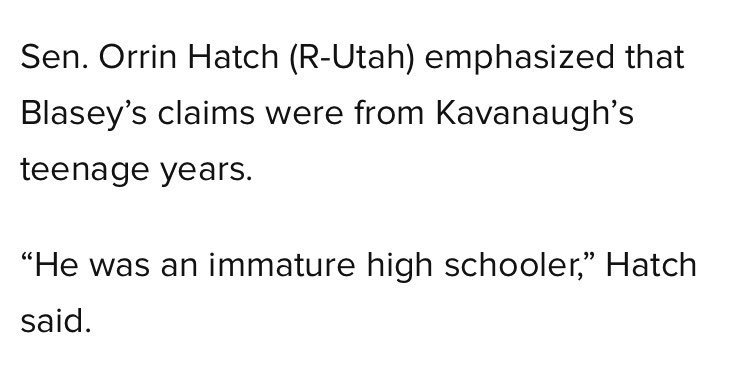 Sen. Orrin Hatch (R-Utah) emphasized that
Blasey’s claims were from Kavanaugh’s
teenage years.
“He was an immature high schooler,” Hatch
said.